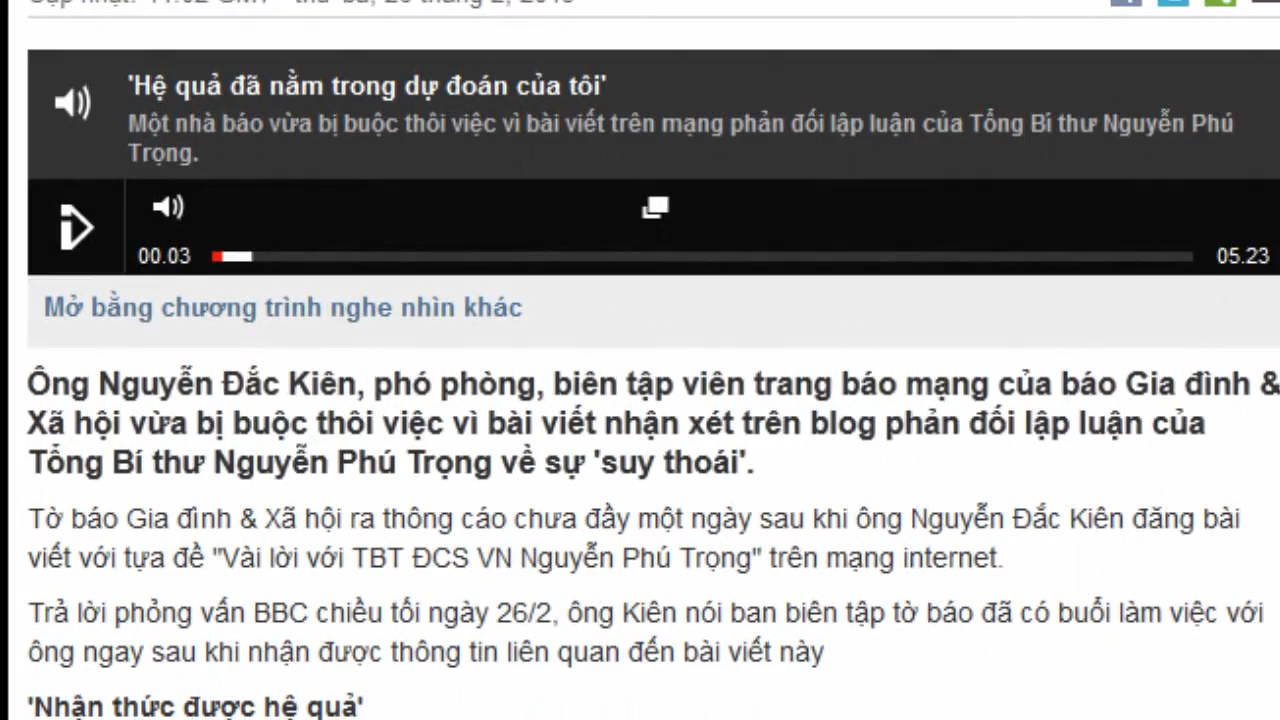 'Hệ quả đã nằm trong dự đoán của tôi'
Một nhà báo vừa bị buộc thôi việc vì bài viết trên mạng phản đối lập luận của Tổng Bí thư Nguyễn Phú
Trọng.
00.03
05.23
Mở bằng chương trình nghe nhìn khác
Ông Nguyễn Đắc Kiên, phó phòng, biên tập viên trang báo mạng của báo Gia đình &
Xã hội vừa bị buộc thôi việc vì bài viết nhận xét trên blog phản đối lập luận của
Tổng Bí thư Nguyễn Phú Trọng về sự 'suy thoái'.
Tờ báo Gia đình & Xã hội ra thông cáo chưa đầy một ngày sau khi ông Nguyễn Đắc Kiên đăng bài
viết với tựa đề "Vài lời với TBT ĐCS VN Nguyễn Phú Trọng" trên mạng internet.
Trả lời phỏng vấn BBC chiều tối ngày 26/2, ông Kiên nói ban biên tập tờ báo đã có buổi làm việc với
ông ngay sau khi nhận được thông tin liên quan đến bài viết này
'Nhận thức được hệ quả'